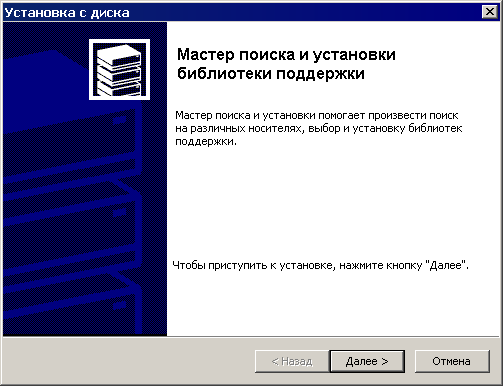 Установка с диска
Мастер поиска и установки
библиотеки поддержки
Мастер поиска и установки помогает произвести поиск
на различных носителях, выбор и установку библиотек
поддержки.
Чтобы приступить к установке, нажмите кнопку "Далее".
< Назад
Далее >
Отмена